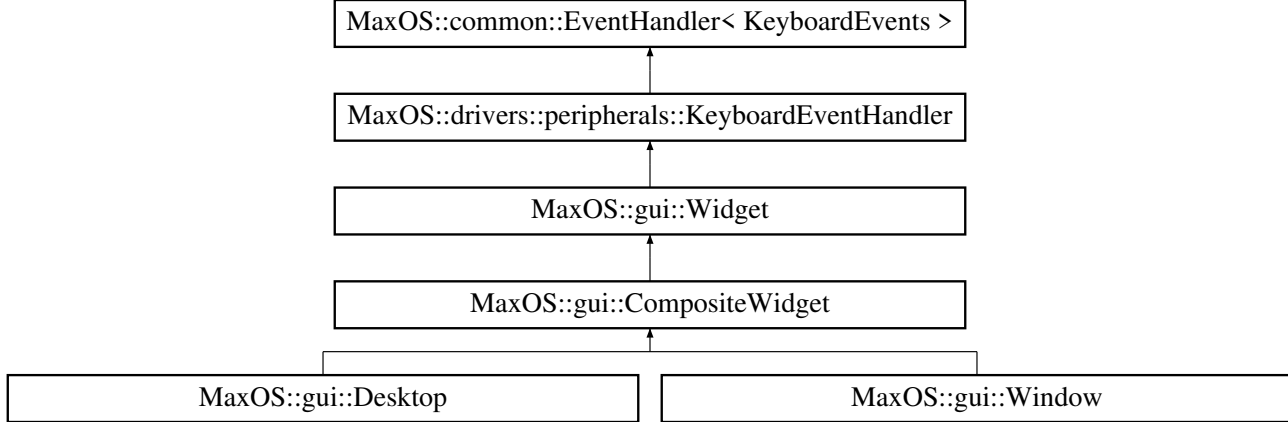 MaxOS::common::EventHandler< KeyboardEvents >
MaxOS::drivers::peripherals::KeyboardEventHandler
MaxOS::gui::Widget
MaxOS::gui::CompositeWidget
MaxOS::gui::Desktop
MaxOS::gui::Window